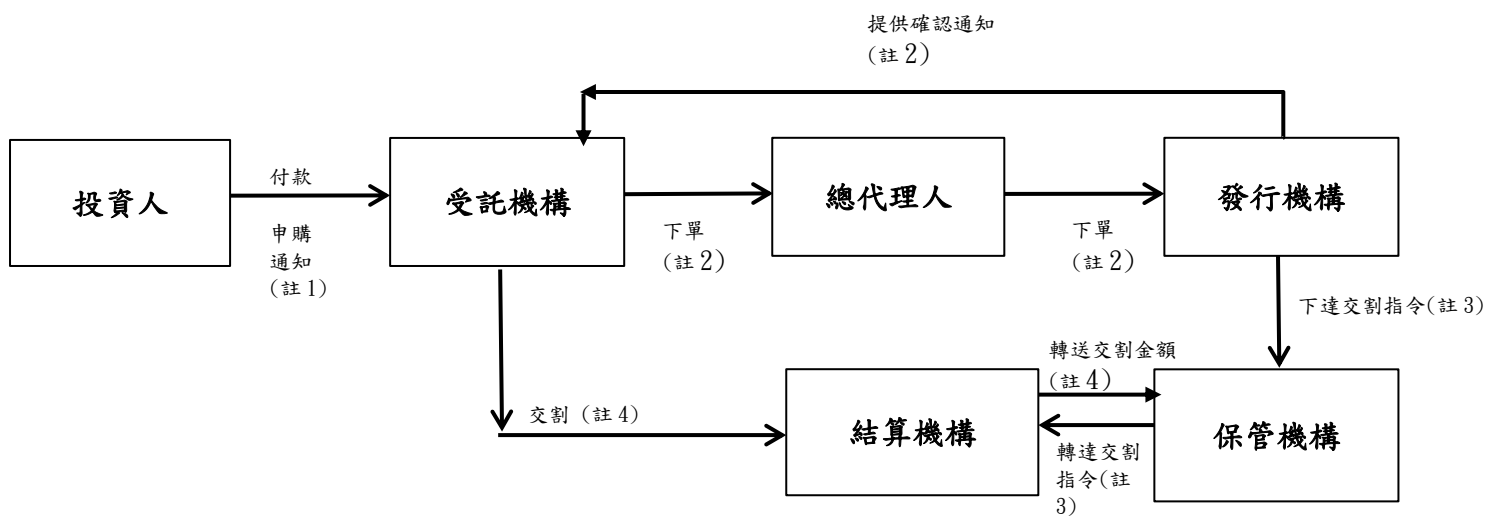 提供確認通知
(註 2)
投資人
付款
申購
通知
(註 1)
受託機構
下單
(註 2)
總代理人
下單
(註 2)
發行機構
下達交割指令(註 3)
交割 (註 4)
結算機構
轉送交割金額
(註 4)
轉達交割
指令(註
3)
保管機構